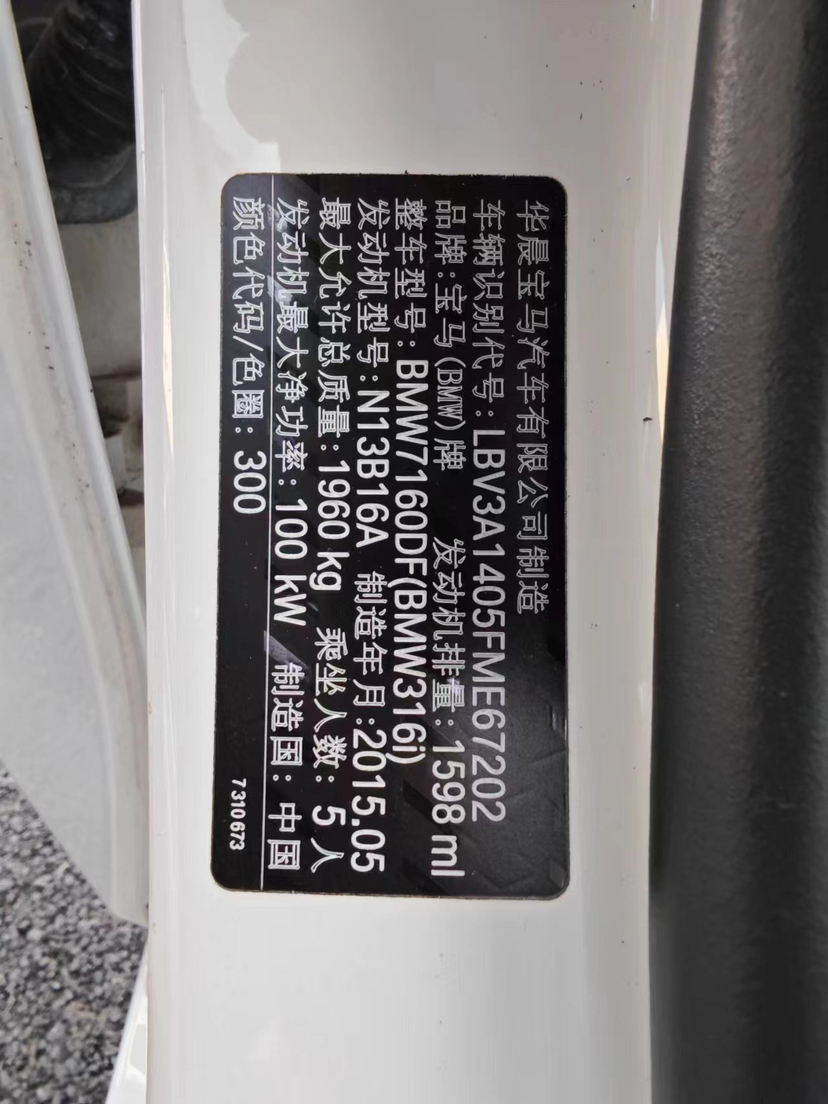 华晨宝马汽车有限公司制造
车辆识别代号:LBV3A1405FME67202
品牌:宝马(BMW)牌 发动机排量:1598 ml
整车型号:BMW7160DF(BMW316i)
发动机型号:N13B16A 制造年月:2015.05
最大允许总质量:1960 kg 乘坐人数:5人
发动机最大净功率:100 kW 制造国:中国
颜色代码/色圈:300
7 310 673